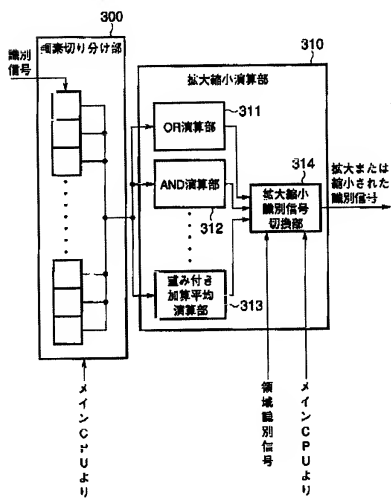 300
画素切り分け部
識別
信号
310
拡大縮小演算部
311
OR演算部
AND演算部
312
314
拡大縮小
識別信号
切換部
拡大または
縮小された
識別信号
重み付き
加算平均
演算部
313
メインCPUより
領域識別信号
メインCPUより